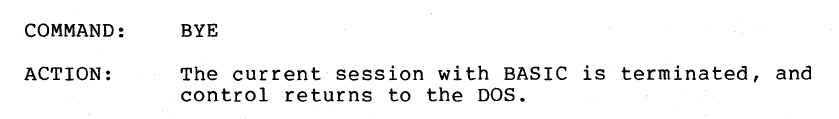 COMMAND: BYE
ACTION: The current session with BASIC is terminated, and
control returns to the DOS.